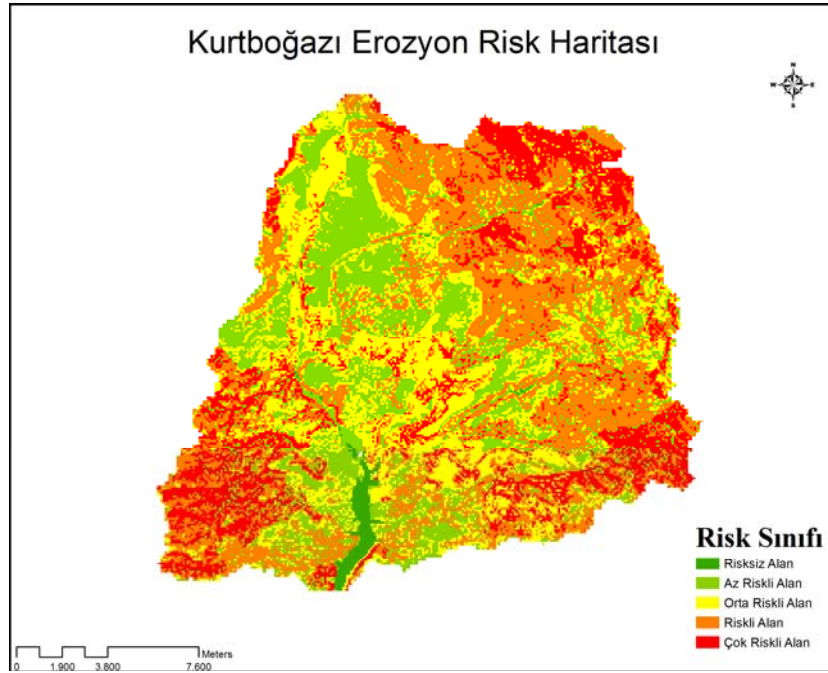 Kurtboğazı Erozyon Risk Haritası
N
W E
S
Risk Sınıfı
Risksiz Alan
Az Riskli Alan
Orta Riskli Alan
Riskli Alan
Çok Riskli Alan
Meters
0 1.900 3.800 7.600